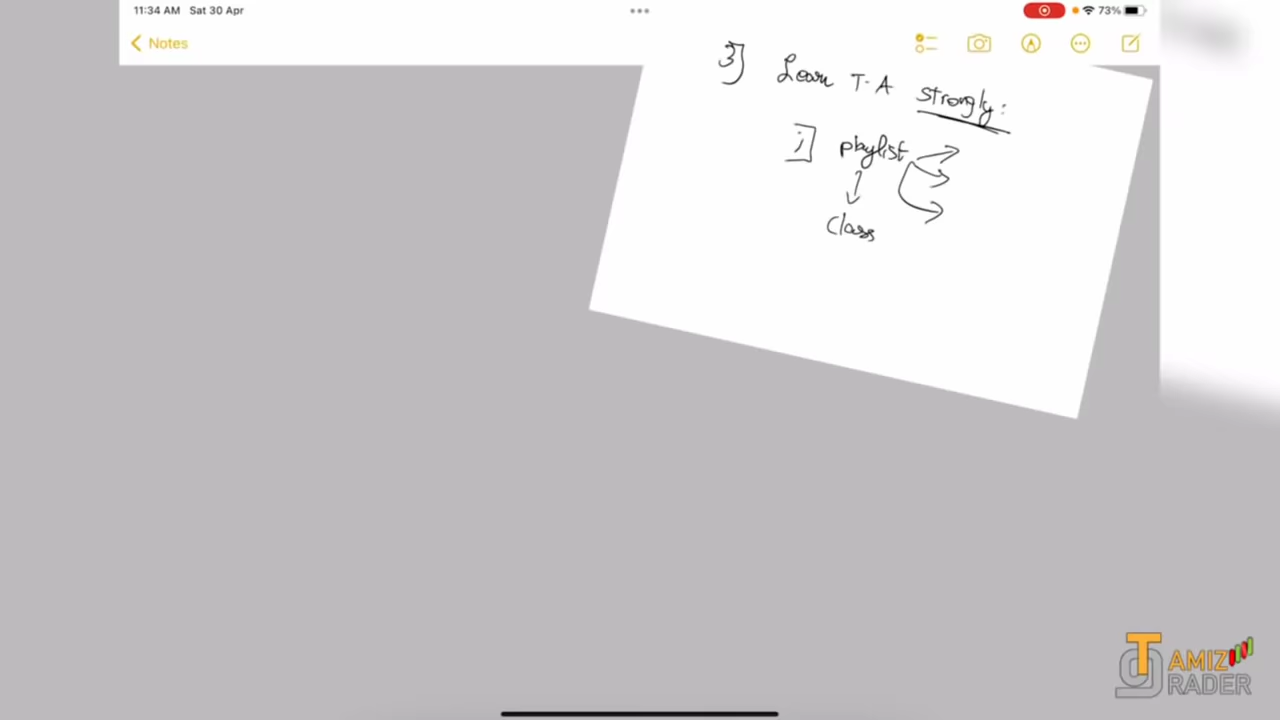 11:34 AM Sat 30 Apr
73%
Notes
3] Learn T.A strongly:
i] playlist
class
TAMIZ
TRADER